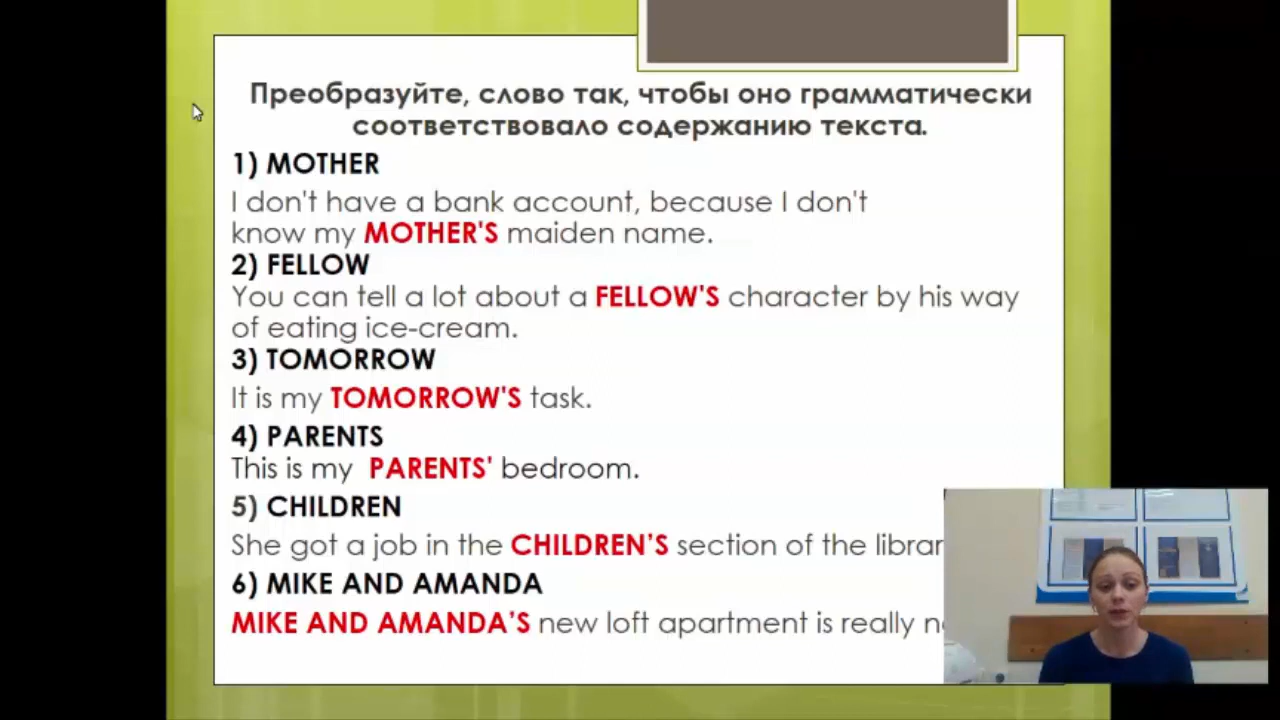 Преобразуйте, слово так, чтобы оно грамматически
соответствовало содержанию текста.
1) MOTHER
I don't have a bank account, because I don't
know my MOTHER'S maiden name.
2) FELLOW
You can tell a lot about a FELLOW'S character by his way
of eating ice-cream.
3) TOMORROW
It is my TOMORROW'S task.
4) PARENTS
This is my PARENTS' bedroom.
5) CHILDREN
She got a job in the CHILDREN’S section of the
6) MIKE AND AMANDA
MIKE AND AMANDA’S new loft apartment is really